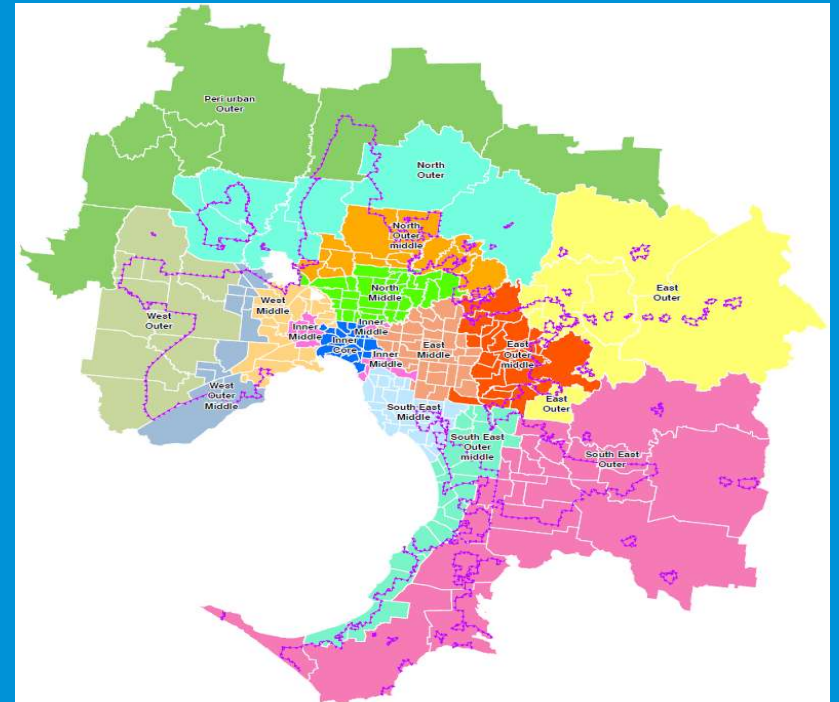 Peri urban
Outer
North
Outer
North
Outer
middle
East
Outer
North
Middle
West
Middle
West
Outer
Inner
Middle
Inner
Middle
Inner
Core
Inner
Middle
East
Middle
East
Outer
middle
West
Outer
Middle
East
Outer
South East
Middle
South East
Outer
middle
South East
Outer